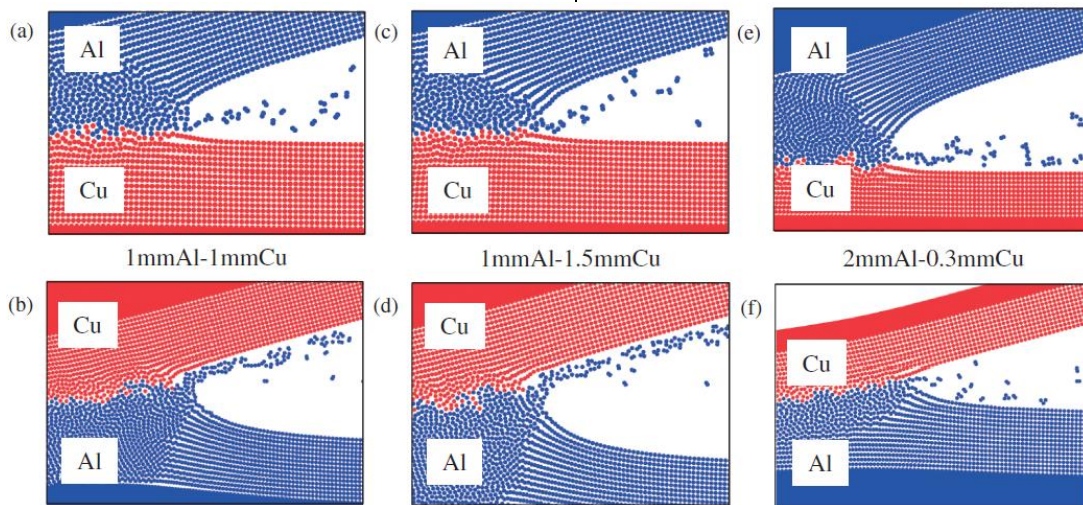 (a)
Al
Cu
(c)
Al
Cu
(e)
Al
Cu
1mmAl-1mmCu
1mmAl-1.5mmCu
2mmAl-0.3mmCu
(b)
Cu
Al
(d)
Cu
Al
(f)
Cu
Al